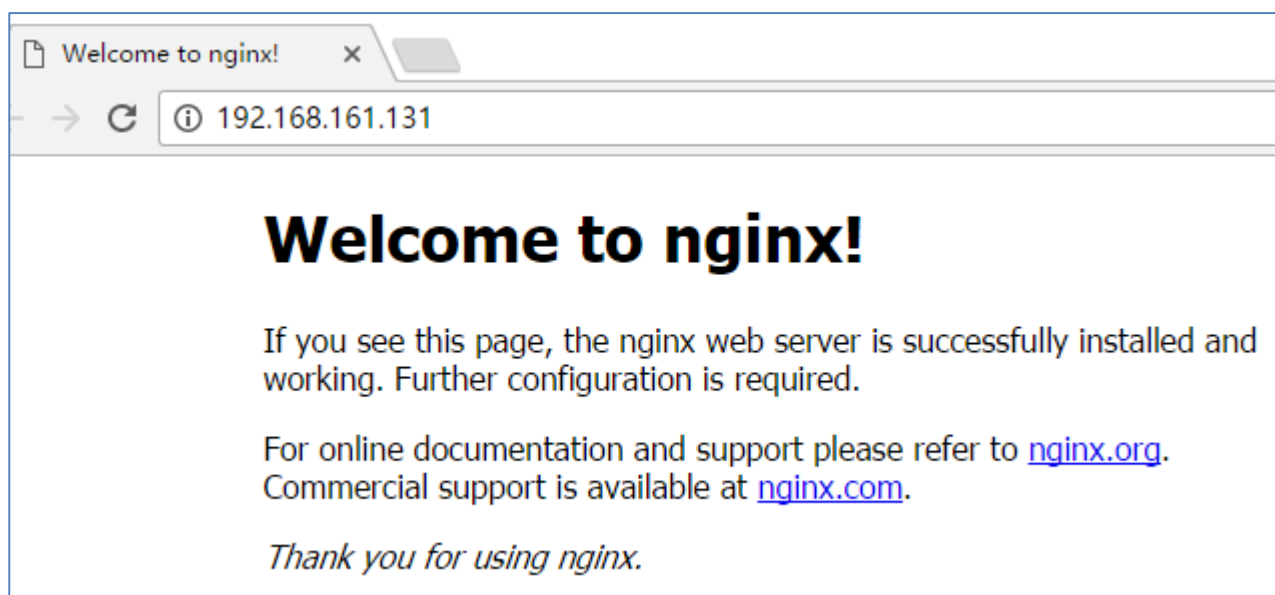 Welcome to nginx!
192.168.161.131
Welcome to nginx!
If you see this page, the nginx web server is successfully installed and
working. Further configuration is required.
For online documentation and support please refer to nginx.org.
Commercial support is available at nginx.com.
Thank you for using nginx.